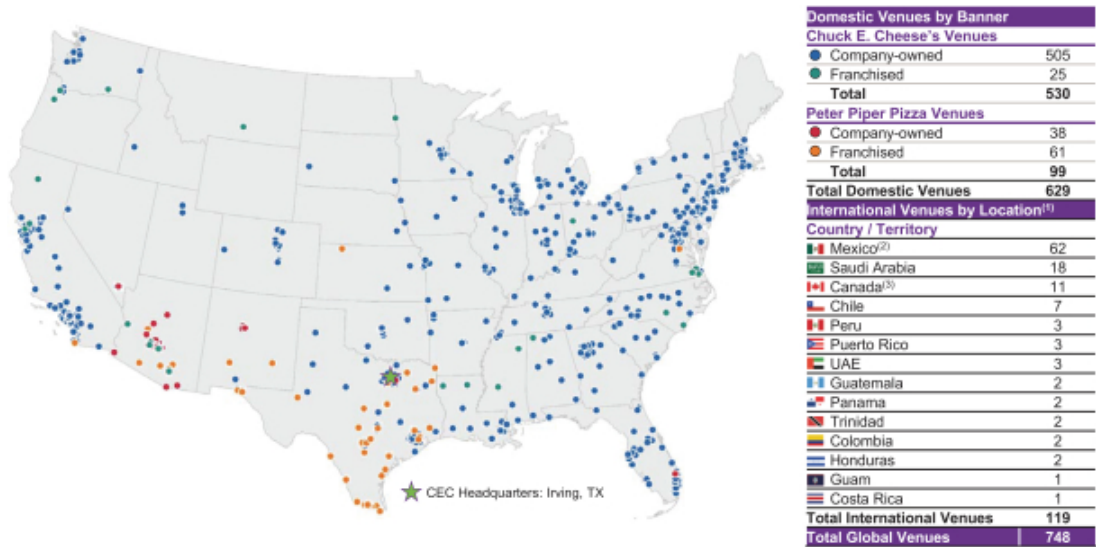 Domestic Venues by Banner
Chuck E. Cheese's Venues
Company-owned 505
Franchised 25
Total 530
Peter Piper Pizza Venues
Company-owned 38
Franchised 61
Total 99
Total Domestic Venues 629
International Venues by Location(1)
Country / Territory
Mexico(2) 62
Saudi Arabia 18
Canada(3) 11
Chile 7
Peru 3
Puerto Rico 3
UAE 3
Guatemala 2
Panama 2
Trinidad 2
Colombia 2
Honduras 2
Guam 1
Costa Rica 1
Total International Venues 119
Total Global Venues 748
CEC Headquarters: Irving, TX